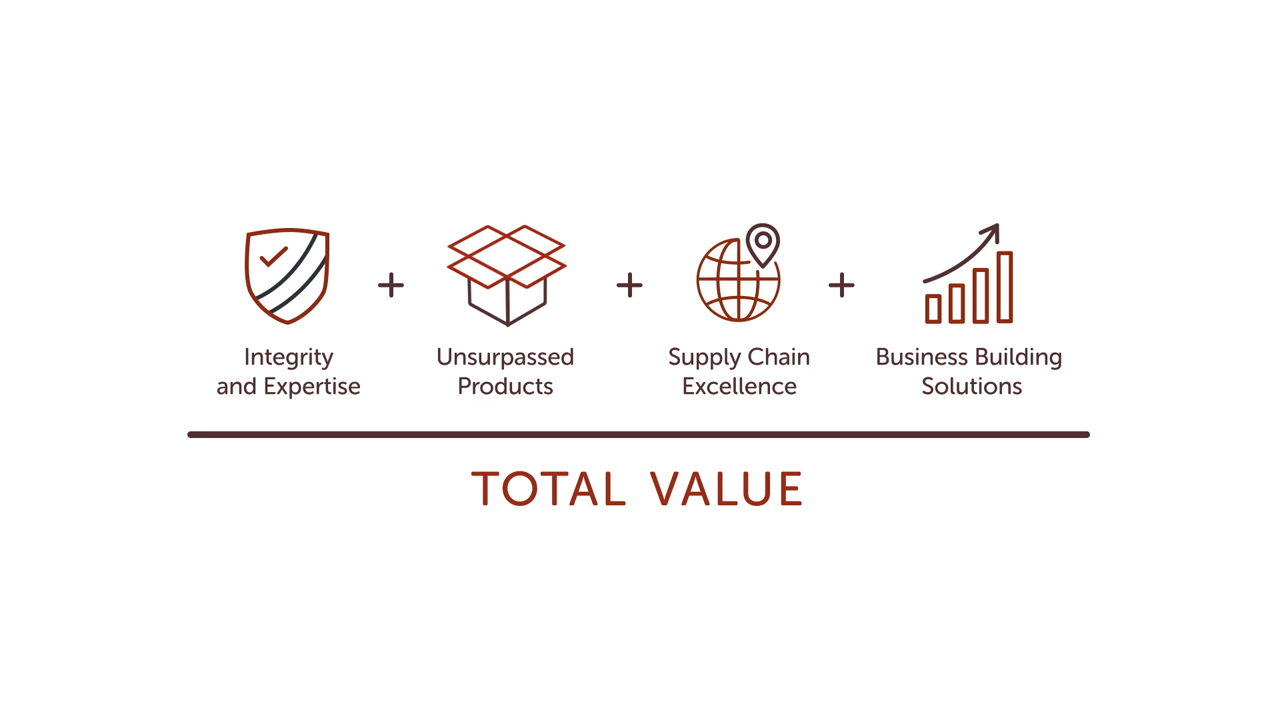 Integrity
and Expertise
+
Unsurpassed
Products
+
Supply Chain
Excellence
+
Business Building
Solutions
TOTAL VALUE